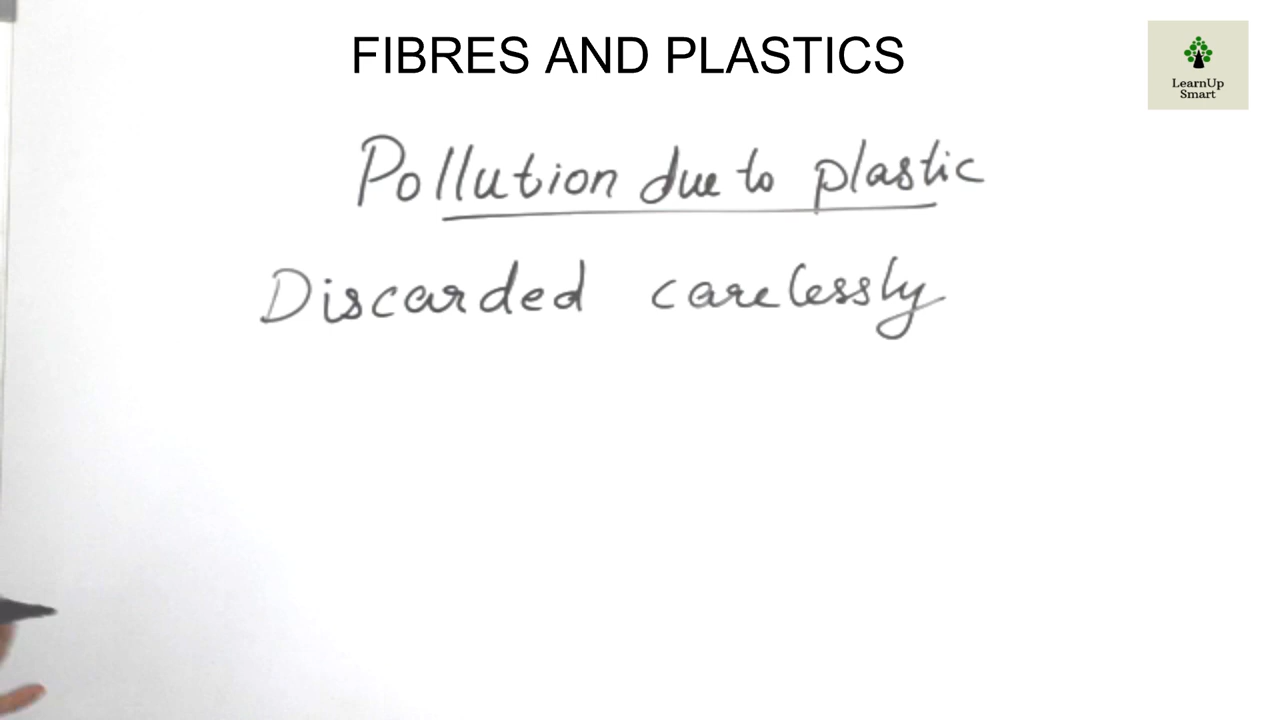 FIBRES AND PLASTICS
LearnUp
Smart
Pollution due to plastic
Discarded carelessly